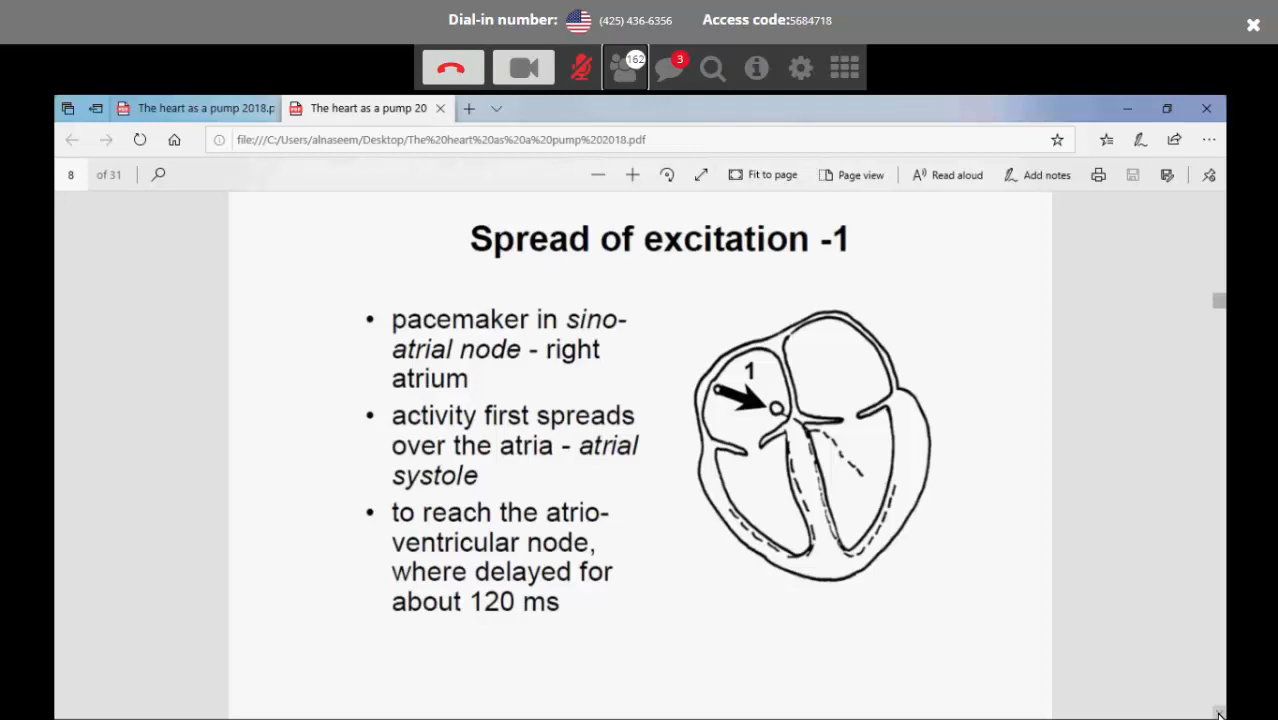 Dial-in number: (425) 436-6356 Access code:5684718
162
3
The heart as a pump 2018.p
The heart as a pump 20
file:///C:/Users/alnaseem/Desktop/The%20heart%20as%20a%20pump%202018.pdf
8 of 31
Fit to page
Page view
Read aloud
Add notes
Spread of excitation -1
• pacemaker in sino-
atrial node - right
atrium
• activity first spreads
over the atria - atrial
systole
• to reach the atrio-
ventricular node,
where delayed for
about 120 ms
1